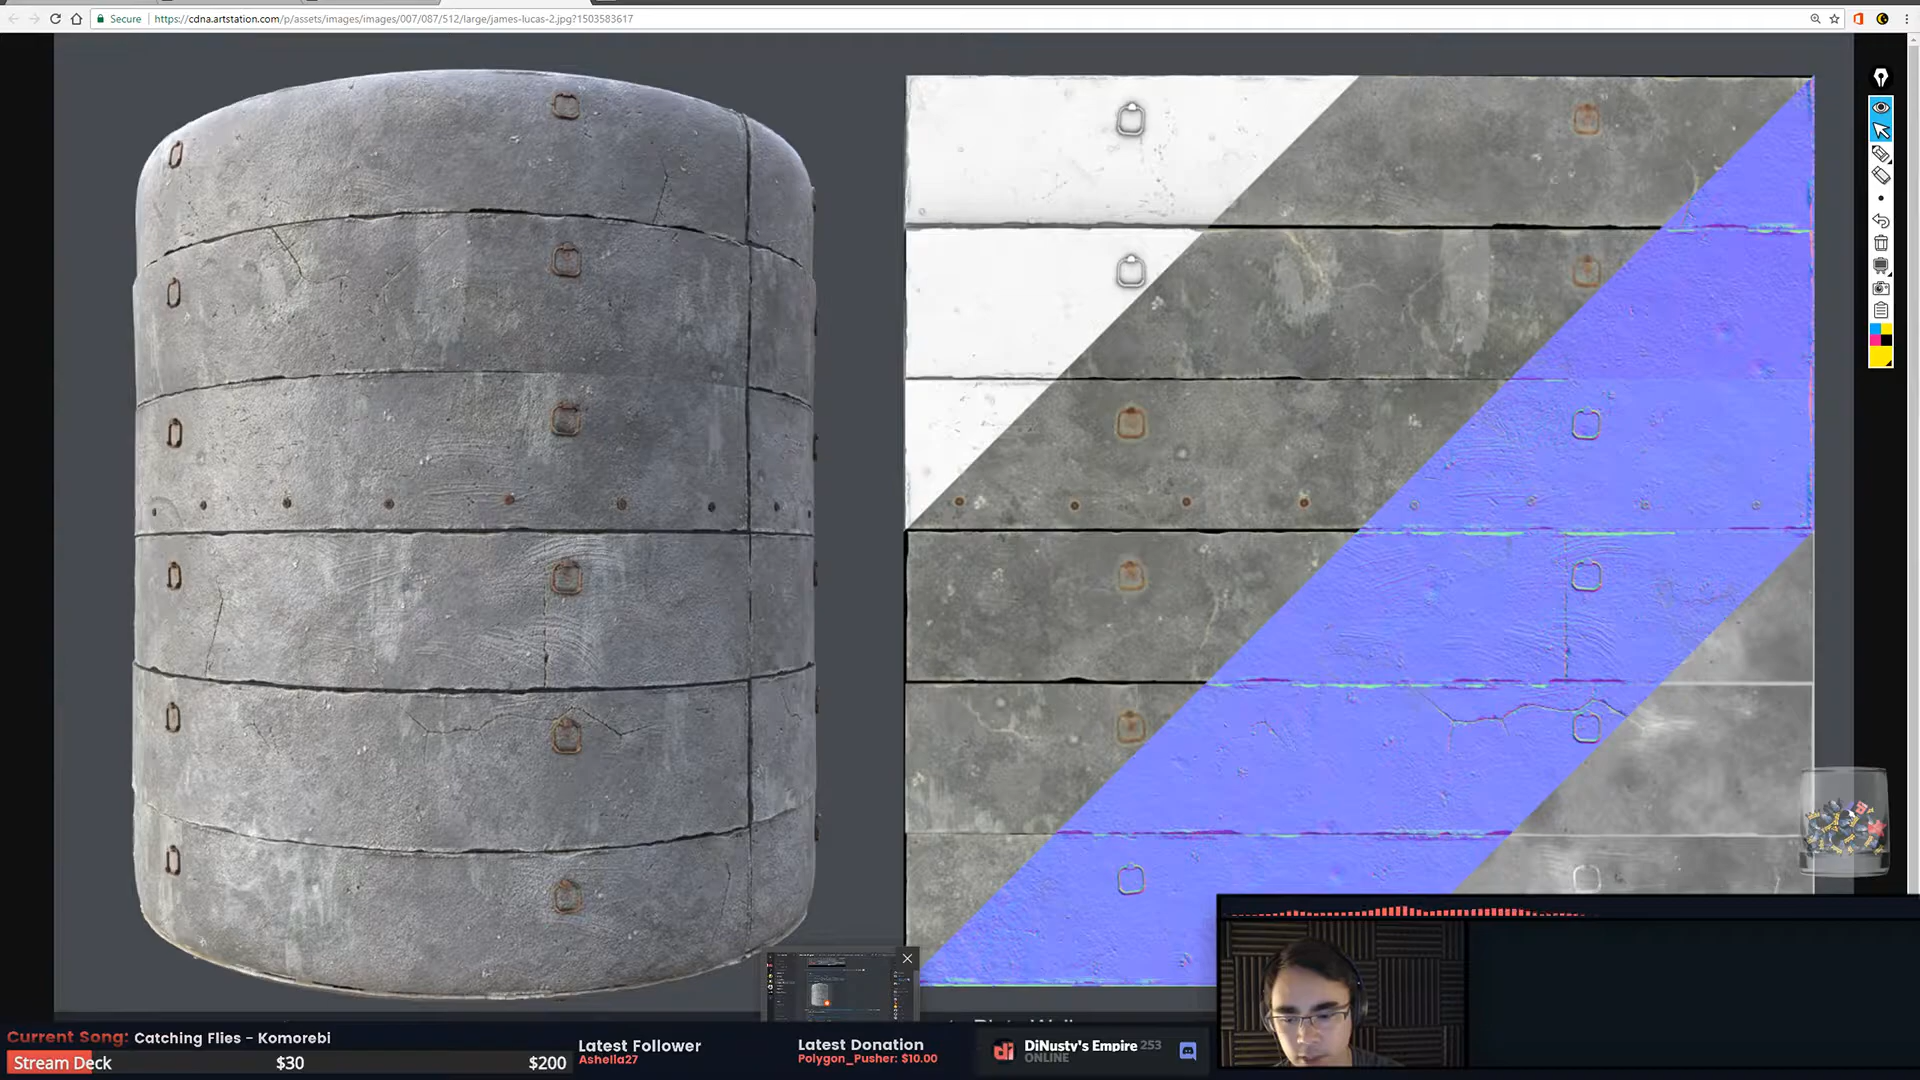 Secure
https://cdna.artstation.com/p/assets/images/images/007/087/512/large/james-lucas-2.jpg?1503583617
Current Song: Catching Flies - Komorebi
Stream Deck $30 $200
Latest Follower
Ashella27
Latest Donation
Polygon_Pusher: $10.00
DiNusty's Empire 253
ONLINE